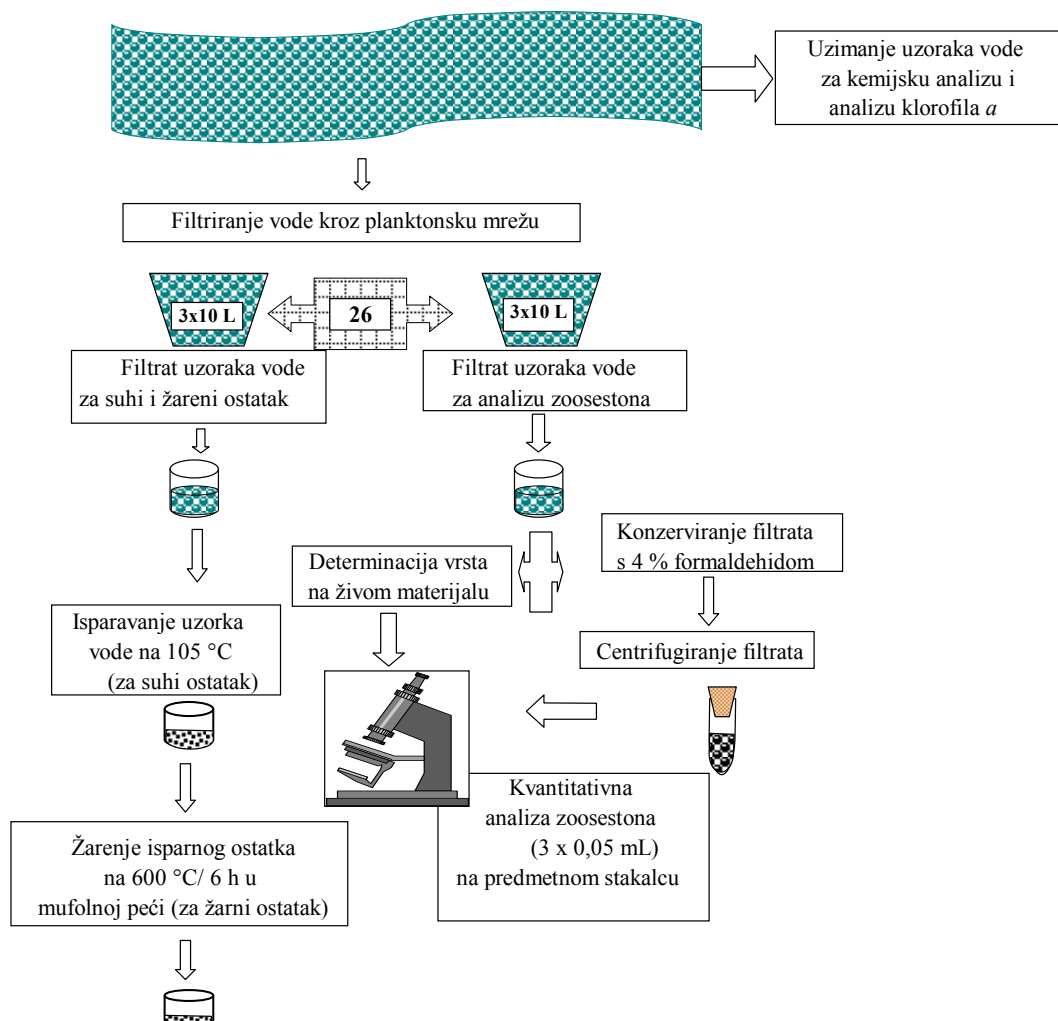 Uzimanje uzoraka vode
za kemijsku analizu i
analizu klorofila a
Filtriranje vode kroz planktonsku mrežu
3x10 L
26
3x10 L
Filtrat uzoraka vode
za suhi i žareni ostatak
Filtrat uzoraka vode
za analizu zoosestona
Konzerviranje filtrata
s 4 % formaldehidom
Determinacija vrsta
na živom materijalu
Isparavanje uzorka
vode na 105 °C
(za suhi ostatak)
Centrifugiranje filtrata
Kvantitativna
analiza zoosestona
(3 x 0,05 mL)
na predmetnom stakalcu
Žarenje isparnog ostatka
na 600 °C/ 6 h u
mufolnoj peći (za žarni ostatak)